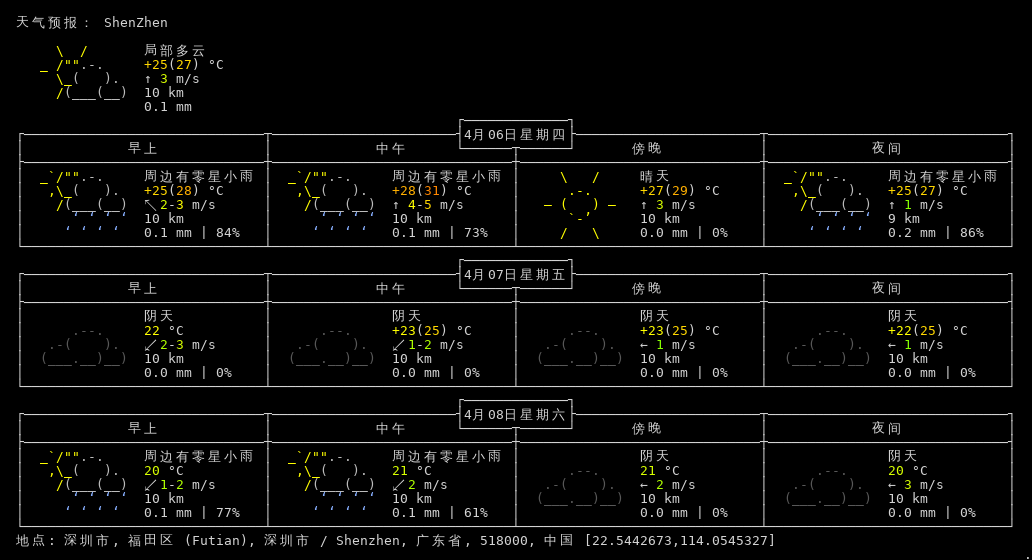 天气预报： ShenZhen
局部多云
+25(27) °C
↑ 3 m/s
10 km
0.1 mm
4月06日星期四
早上 中午 傍晚 夜间
周边有零星小雨 周边有零星小雨 晴天 周边有零星小雨
+25(28) °C +28(31) °C +27(29) °C +25(27) °C
↖ 2-3 m/s ↑ 4-5 m/s ↑ 3 m/s ↑ 1 m/s
10 km 10 km 10 km 9 km
0.1 mm | 84% 0.1 mm | 73% 0.0 mm | 0% 0.2 mm | 86%
4月07日星期五
早上 中午 傍晚 夜间
阴天 阴天 阴天 阴天
22 °C +23(25) °C +23(25) °C +22(25) °C
↙ 2-3 m/s ↙ 1-2 m/s ← 1 m/s ← 1 m/s
10 km 10 km 10 km 10 km
0.0 mm | 0% 0.0 mm | 0% 0.0 mm | 0% 0.0 mm | 0%
4月08日星期六
早上 中午 傍晚 夜间
周边有零星小雨 周边有零星小雨 阴天 阴天
20 °C 21 °C 21 °C 20 °C
↙ 1-2 m/s ↙ 2 m/s ← 2 m/s ← 3 m/s
10 km 10 km 10 km 10 km
0.1 mm | 77% 0.1 mm | 61% 0.0 mm | 0% 0.0 mm | 0%
地点: 深圳市, 福田区 (Futian), 深圳市 / Shenzhen, 广东省, 518000, 中国 [22.5442673,114.0545327]